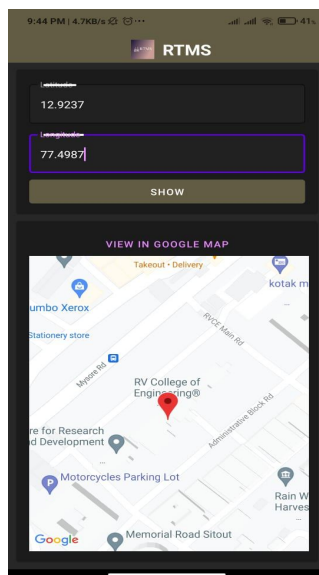 9:44 PM | 4.7KB/s
41%
RTMS
Latitude
12.9237
Longitude
77.4987
SHOW
VIEW IN GOOGLE MAP
Takeout • Delivery
kotak m
umbo Xerox
RVCE Main Rd
Stationery store
Mysore Rd
RV College of
Engineering®
Administrative Block Rd
re for Research
d Development
Motorcycles Parking Lot
P
Rain W
Harves
Memorial Road Sitout
Google